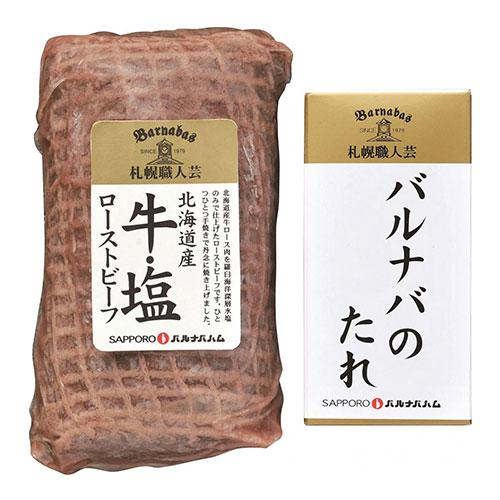 Barnabas
SINCE 1979
札幌職人芸
北海道産
牛・塩
ローストビーフ
北海道産牛ロース肉を羅臼海洋深層水塩
のみで仕上げたローストビーフです。ひと
つひとつ手焼きで丹念に焼き上げました。
SAPPORO バルナバハム
Barnabas
SINCE 1979
札幌職人芸
バルナバの
たれ
SAPPORO バルナバハム